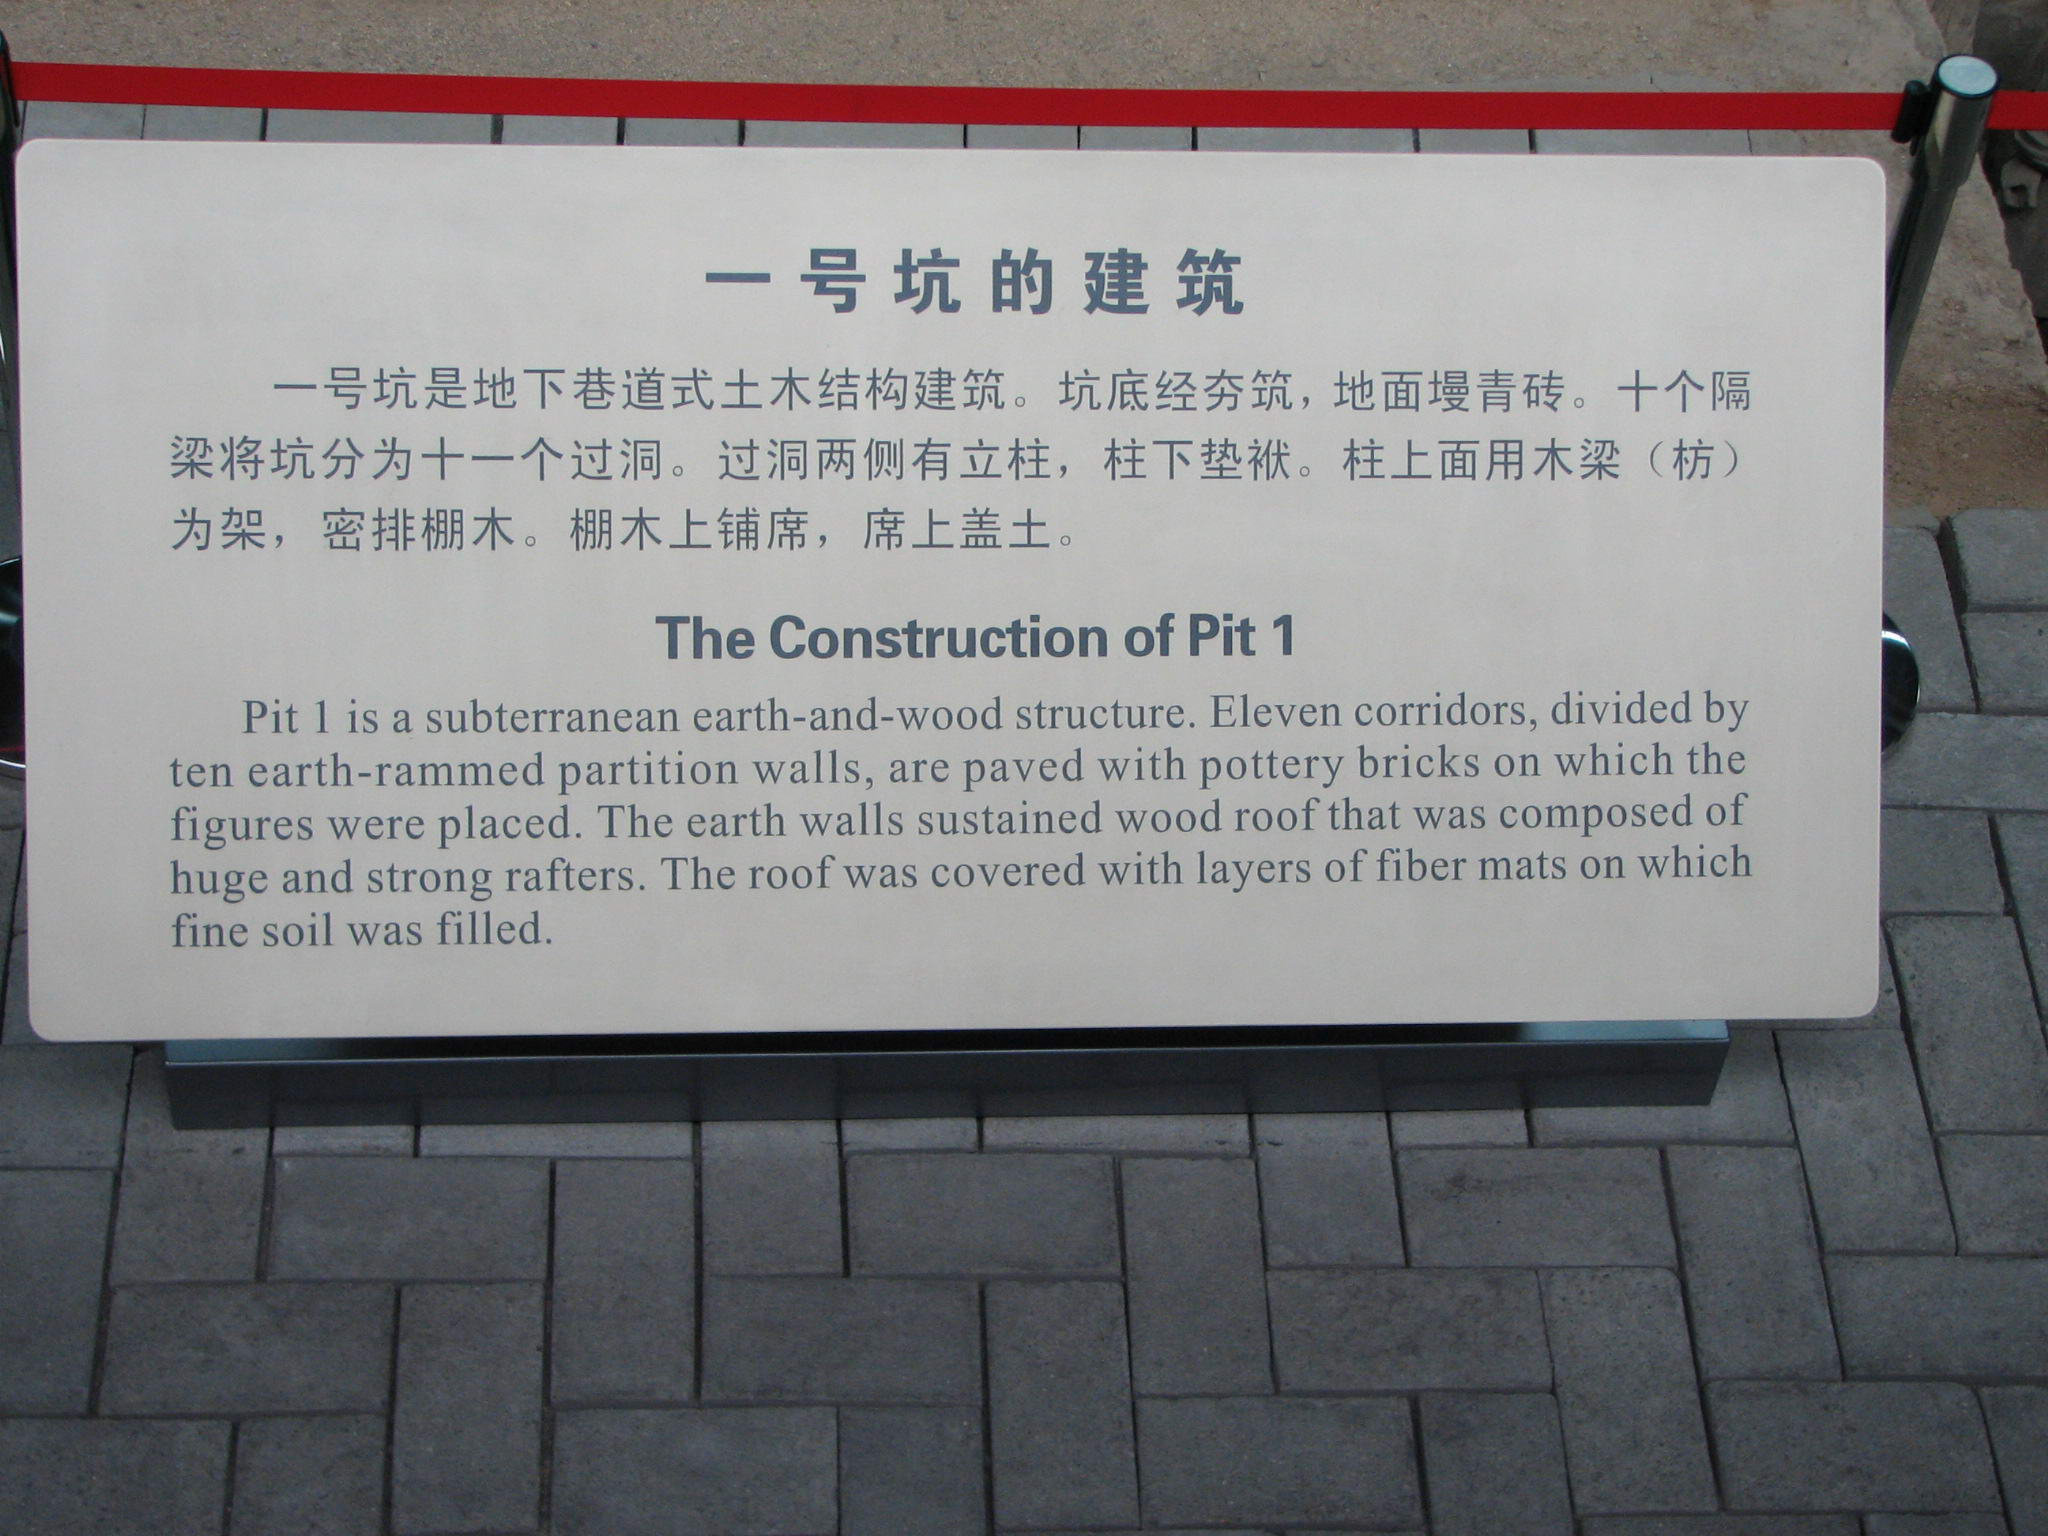 一号坑的建筑
一号坑是地下巷道式土木结构建筑。坑底经夯筑，地面墁青砖。十个隔
梁将坑分为十一个过洞。过洞两侧有立柱，柱下垫袱。柱上面用木梁（枋）
为架，密排棚木。棚木上铺席，席上盖土。
The Construction of Pit 1
Pit 1 is a subterranean earth-and-wood structure. Eleven corridors, divided by
ten earth-rammed partition walls, are paved with pottery bricks on which the
figures were placed. The earth walls sustained wood roof that was composed of
huge and strong rafters. The roof was covered with layers of fiber mats on which
fine soil was filled.